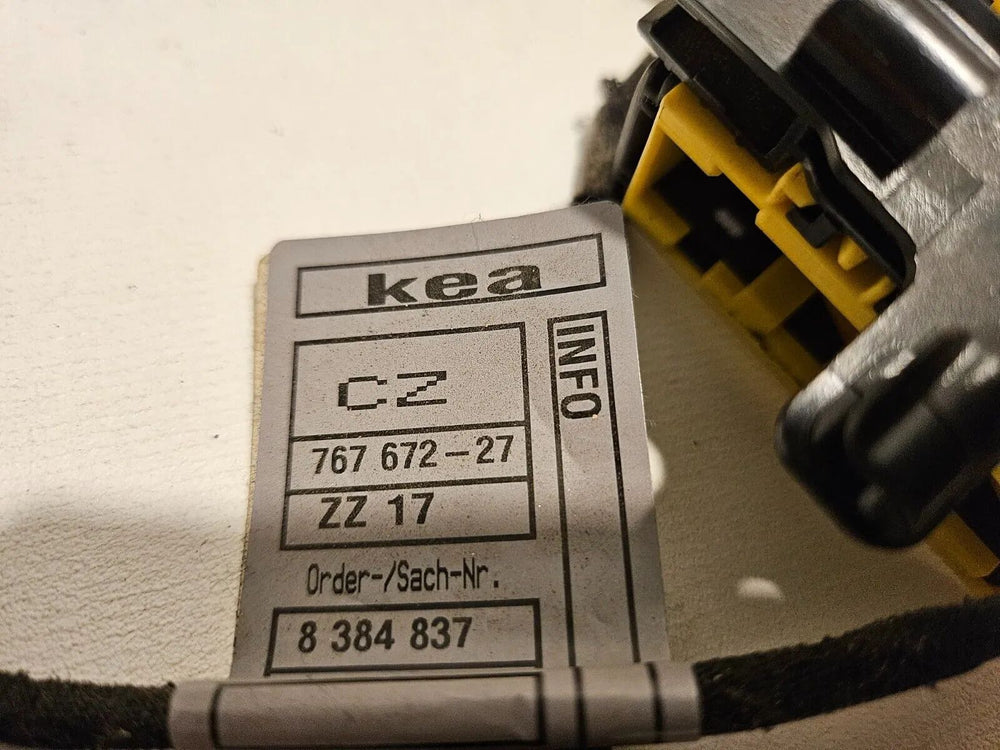 kea
CZ
INFO
767 672-27
ZZ 17
Order-/Sach-Nr.
8 384 837